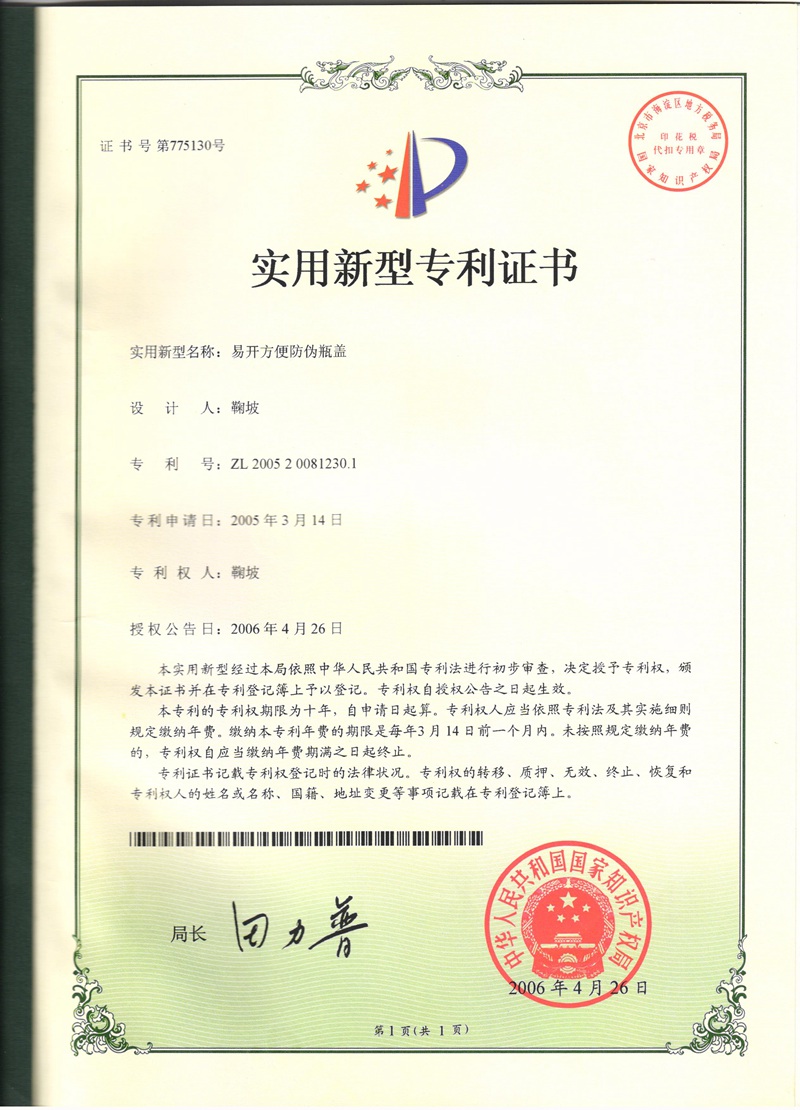 证书号第775130号
北京市海淀区地方税务局
印花税
代扣专用章
国家知识产权局
实用新型专利证书
实用新型名称：易开方便防伪瓶盖
设计人：鞠坡
专利号：ZL 2005 2 0081230.1
专利申请日：2005年3月14日
专利权人：鞠坡
授权公告日：2006年4月26日
本实用新型经过本局依照中华人民共和国专利法进行初步审查，决定授予专利权，颁
发本证书并在专利登记簿上予以登记。专利权自授权公告之日起生效。
本专利的专利权期限为十年，自申请日起算。专利权人应当依照专利法及其实施细则
规定缴纳年费。缴纳本专利年费的期限是每年3月14日前一个月内。未按照规定缴纳年费
的，专利权自应当缴纳年费期满之日起终止。
专利证书记载专利权登记时的法律状况。专利权的转移、质押、无效、终止、恢复和
专利权人的姓名或名称、国籍、地址变更等事项记载在专利登记簿上。
局长
田力普
中华人民共和国国家知识产权局
2006年4月26日
第1页(共1页)